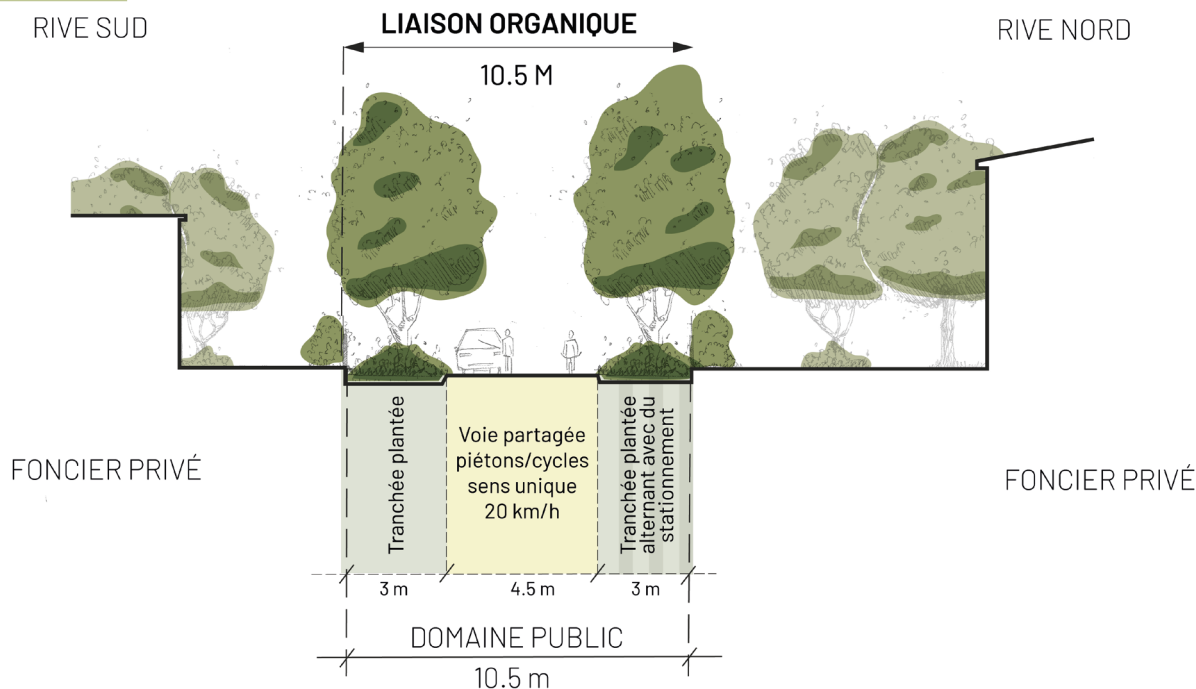 RIVE SUD
LIAISON ORGANIQUE
RIVE NORD
10.5 M
FONCIER PRIVÉ
Tranchée plantée
Voie partagée
piétons/cycles
sens unique
20 km/h
Tranchée plantée
alternant avec du
stationnement
FONCIER PRIVÉ
3 m
4.5 m
3 m
DOMAINE PUBLIC
10.5 m